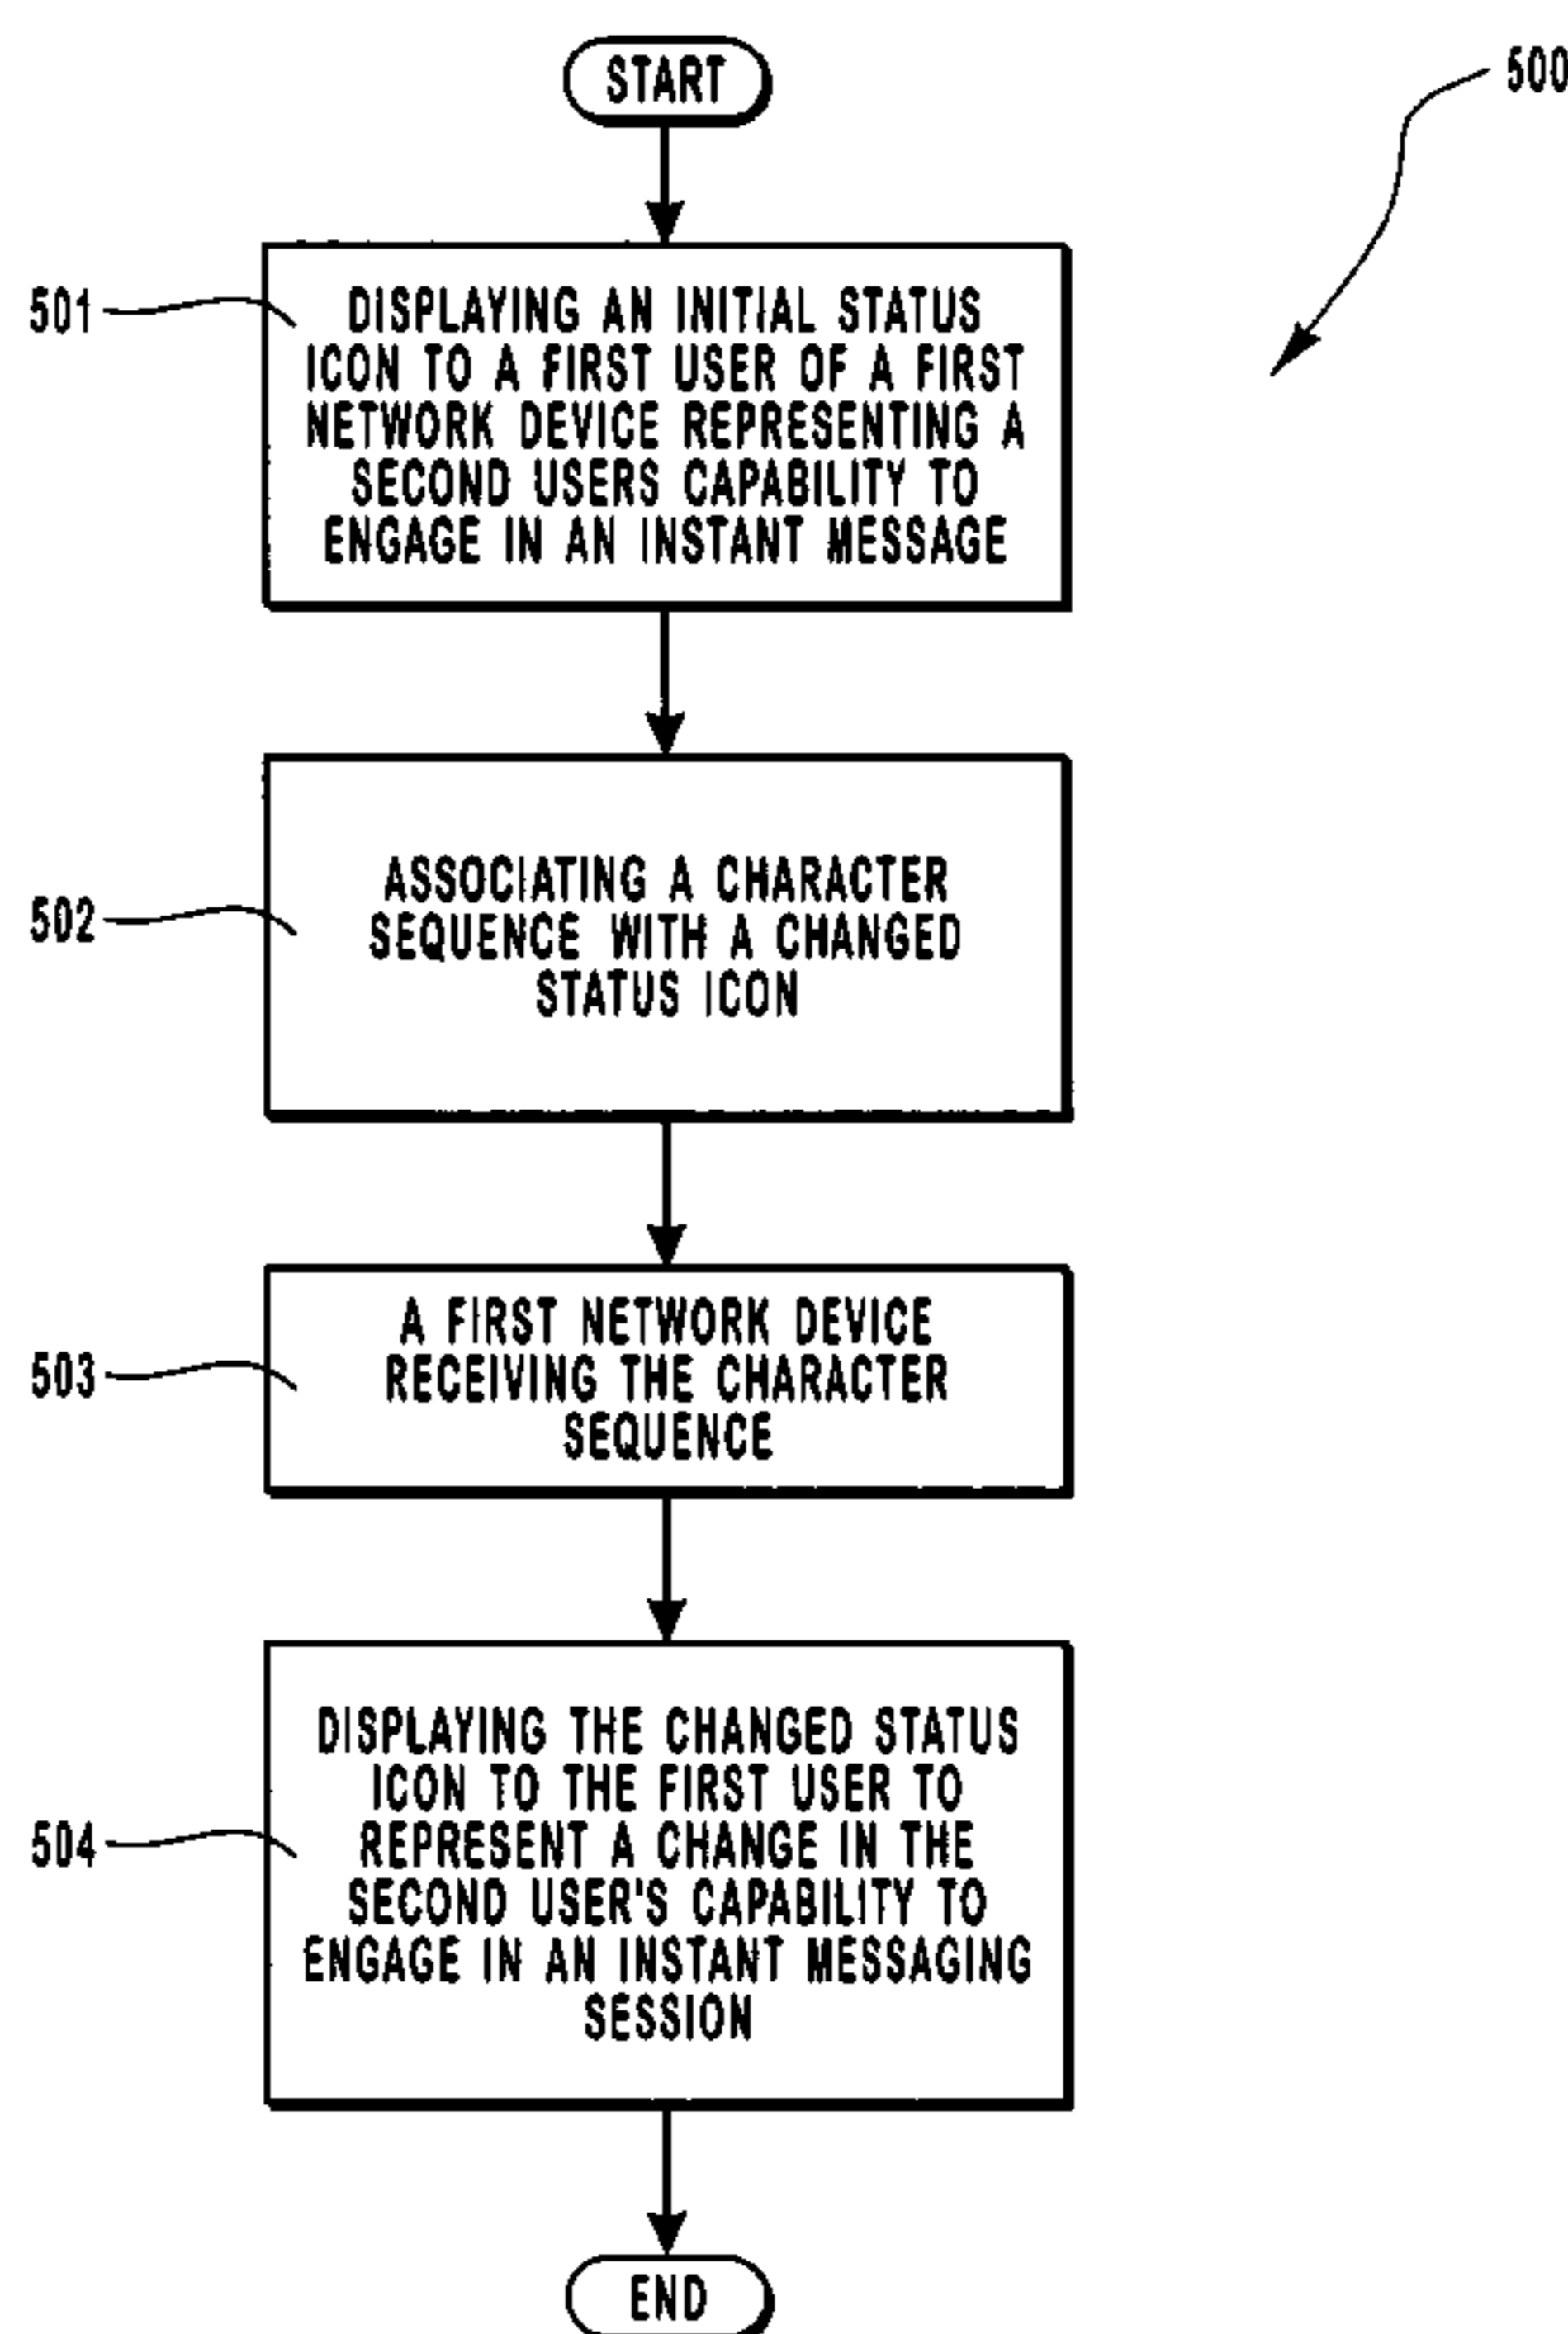 START
500
501
DISPLAYING AN INITIAL STATUS
ICON TO A FIRST USER OF A FIRST
NETWORK DEVICE REPRESENTING A
SECOND USERS CAPABILITY TO
ENGAGE IN AN INSTANT MESSAGE
502
ASSOCIATING A CHARACTER
SEQUENCE WITH A CHANGED
STATUS ICON
503
A FIRST NETWORK DEVICE
RECEIVING THE CHARACTER
SEQUENCE
504
DISPLAYING THE CHANGED STATUS
ICON TO THE FIRST USER TO
REPRESENT A CHANGE IN THE
SECOND USER'S CAPABILITY TO
ENGAGE IN AN INSTANT MESSAGING
SESSION
END